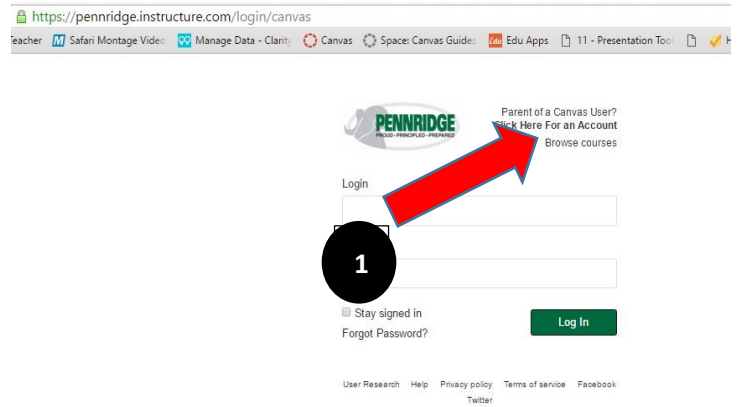 https://pennridge.instructure.com/login/canvas
eacher Safari Montage Video Manage Data - Clarity Canvas Space: Canvas Guides Edu Apps 11 - Presentation Tool H
PENNRIDGE
PROUD-PRINCIPLED-PREPARED
Parent of a Canvas User?
Click Here For an Account
Browse courses
Login
1
Stay signed in
Forgot Password?
Log In
User Research Help Privacy policy Terms of service Facebook
Twitter